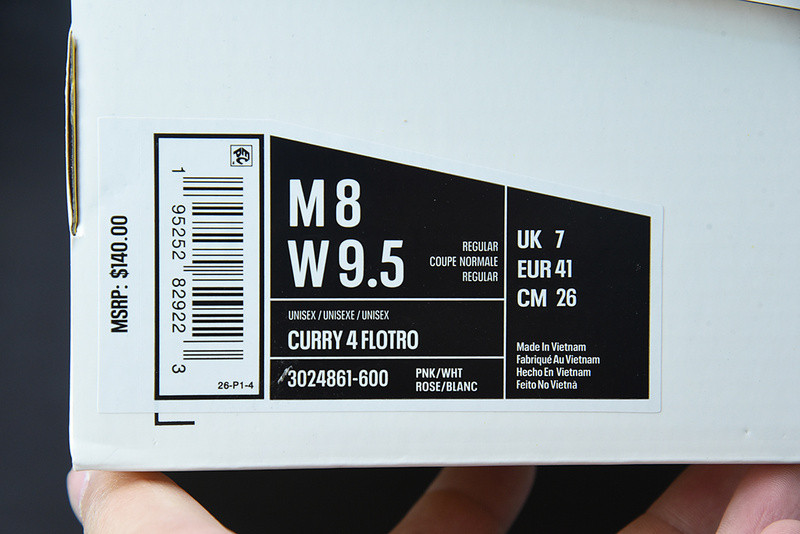 MSRP: $140.00
1 95252 82922 3
26-P1-4
M 8
W 9.5
REGULAR
COUPE NORMALE
REGULAR
UNISEX / UNISEXE / UNISEX
CURRY 4 FLOTRO
3024861-600
PNK/WHT
ROSE/BLANC
UK 7
EUR 41
CM 26
Made In Vietnam
Fabriqué Au Vietnam
Hecho En Vietnam
Feito No Vietnã